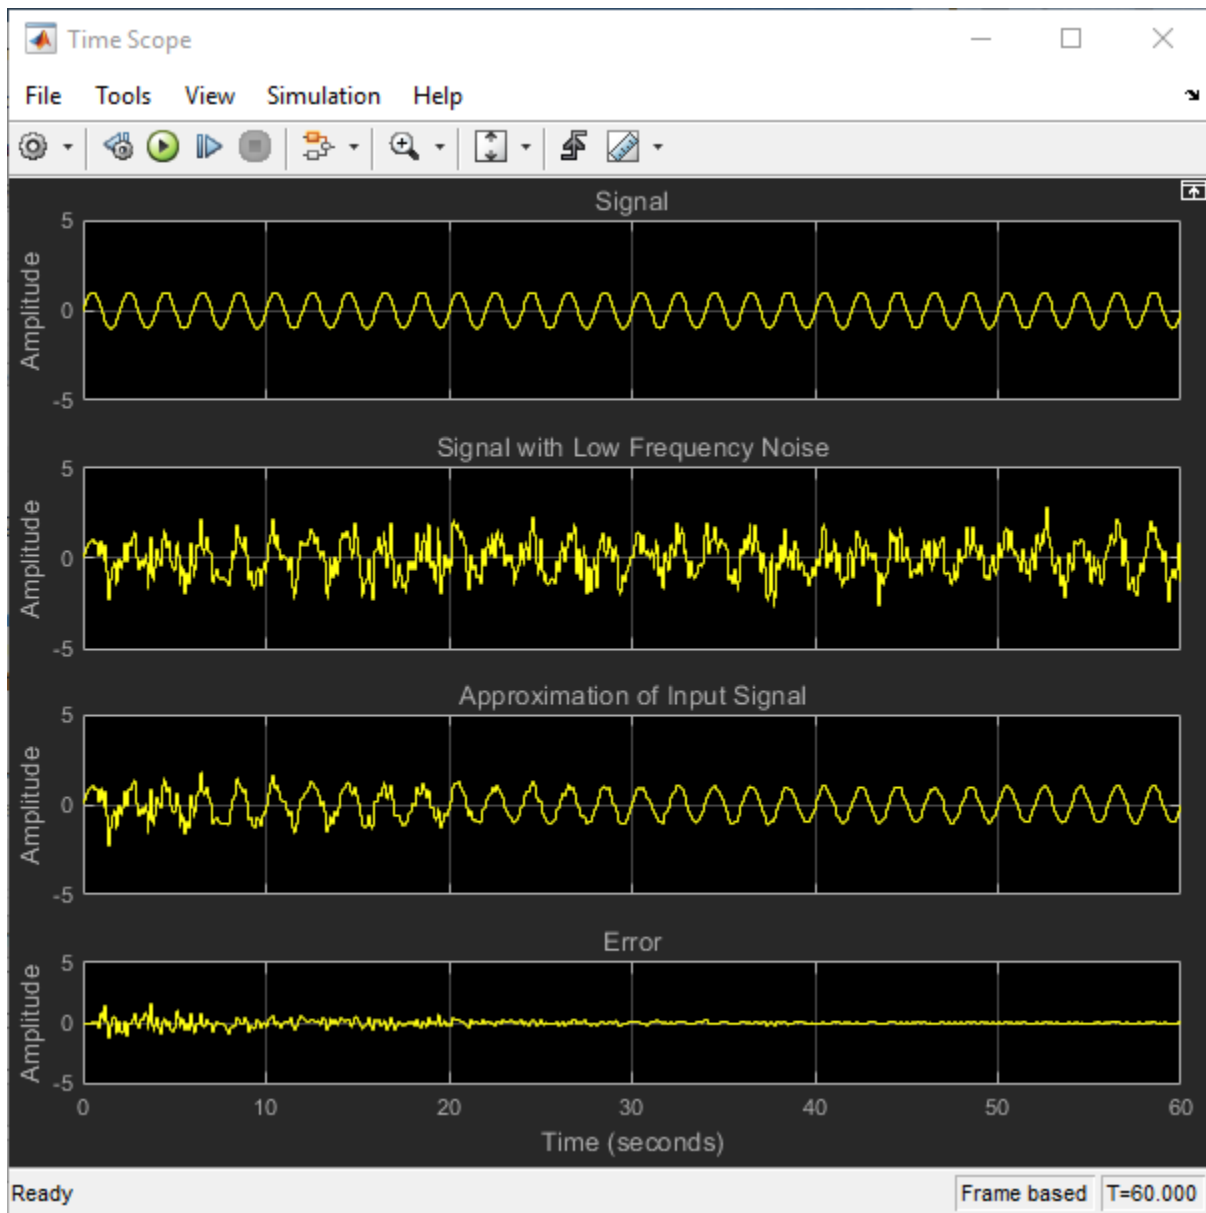 Time Scope
File Tools View Simulation Help
Signal
5
Amplitude
0
-5
Signal with Low Frequency Noise
5
Amplitude
0
-5
Approximation of Input Signal
5
Amplitude
0
-5
Error
5
Amplitude
0
-5
0 10 20 30 40 50 60
Time (seconds)
Ready Frame based T=60.000